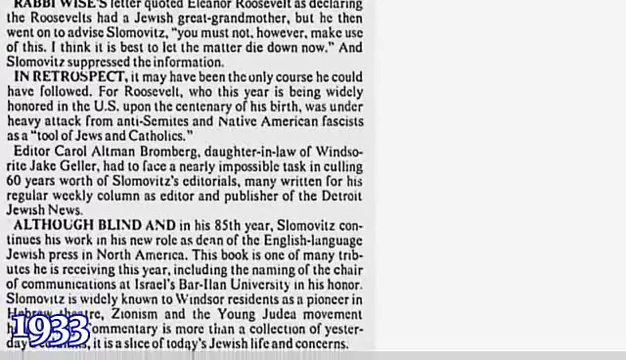 RABBI WISE'S letter quoted Eleanor Roosevelt as declaring
the Roosevelts had a Jewish great-grandmother, but he then
went on to advise Slomovitz, "you must not, however, make use
of this. I think it is best to let the matter die down now." And
Slomovitz suppressed the information.
IN RETROSPECT, it may have been the only course he could
have followed. For Roosevelt, who this year is being widely
honored in the U.S. upon the centenary of his birth, was under
heavy attack from anti-Semites and Native American fascists
as a "tool of Jews and Catholics."
Editor Carol Altman Bromberg, daughter-in-law of Windso-
rite Jake Geller, had to face a nearly impossible task in culling
60 years worth of Slomovitz's editorials, many written for his
regular weekly column as editor and publisher of the Detroit
Jewish News.
ALTHOUGH BLIND AND in his 85th year, Slomovitz con-
tinues his work in his new role as dean of the English-language
Jewish press in North America. This book is one of many trib-
utes he is receiving this year, including the naming of the chair
of communications at Israel's Bar-Ilan University in his honor.
Slomovitz is widely known to Windsor residents as a pioneer in
Zionism and the Young Judea movement
is more than a collection of yester-
it is a slice of today's Jewish life and concerns.
1933